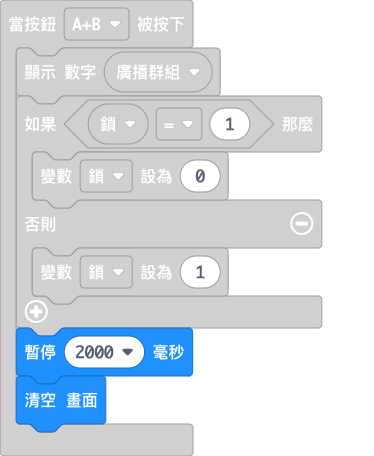 當按鈕 A+B 被按下
顯示 數字 廣播群組
如果 鎖 = 1 那麼
變數 鎖 設為 0
否則
變數 鎖 設為 1
暫停 2000 毫秒
清空 畫面